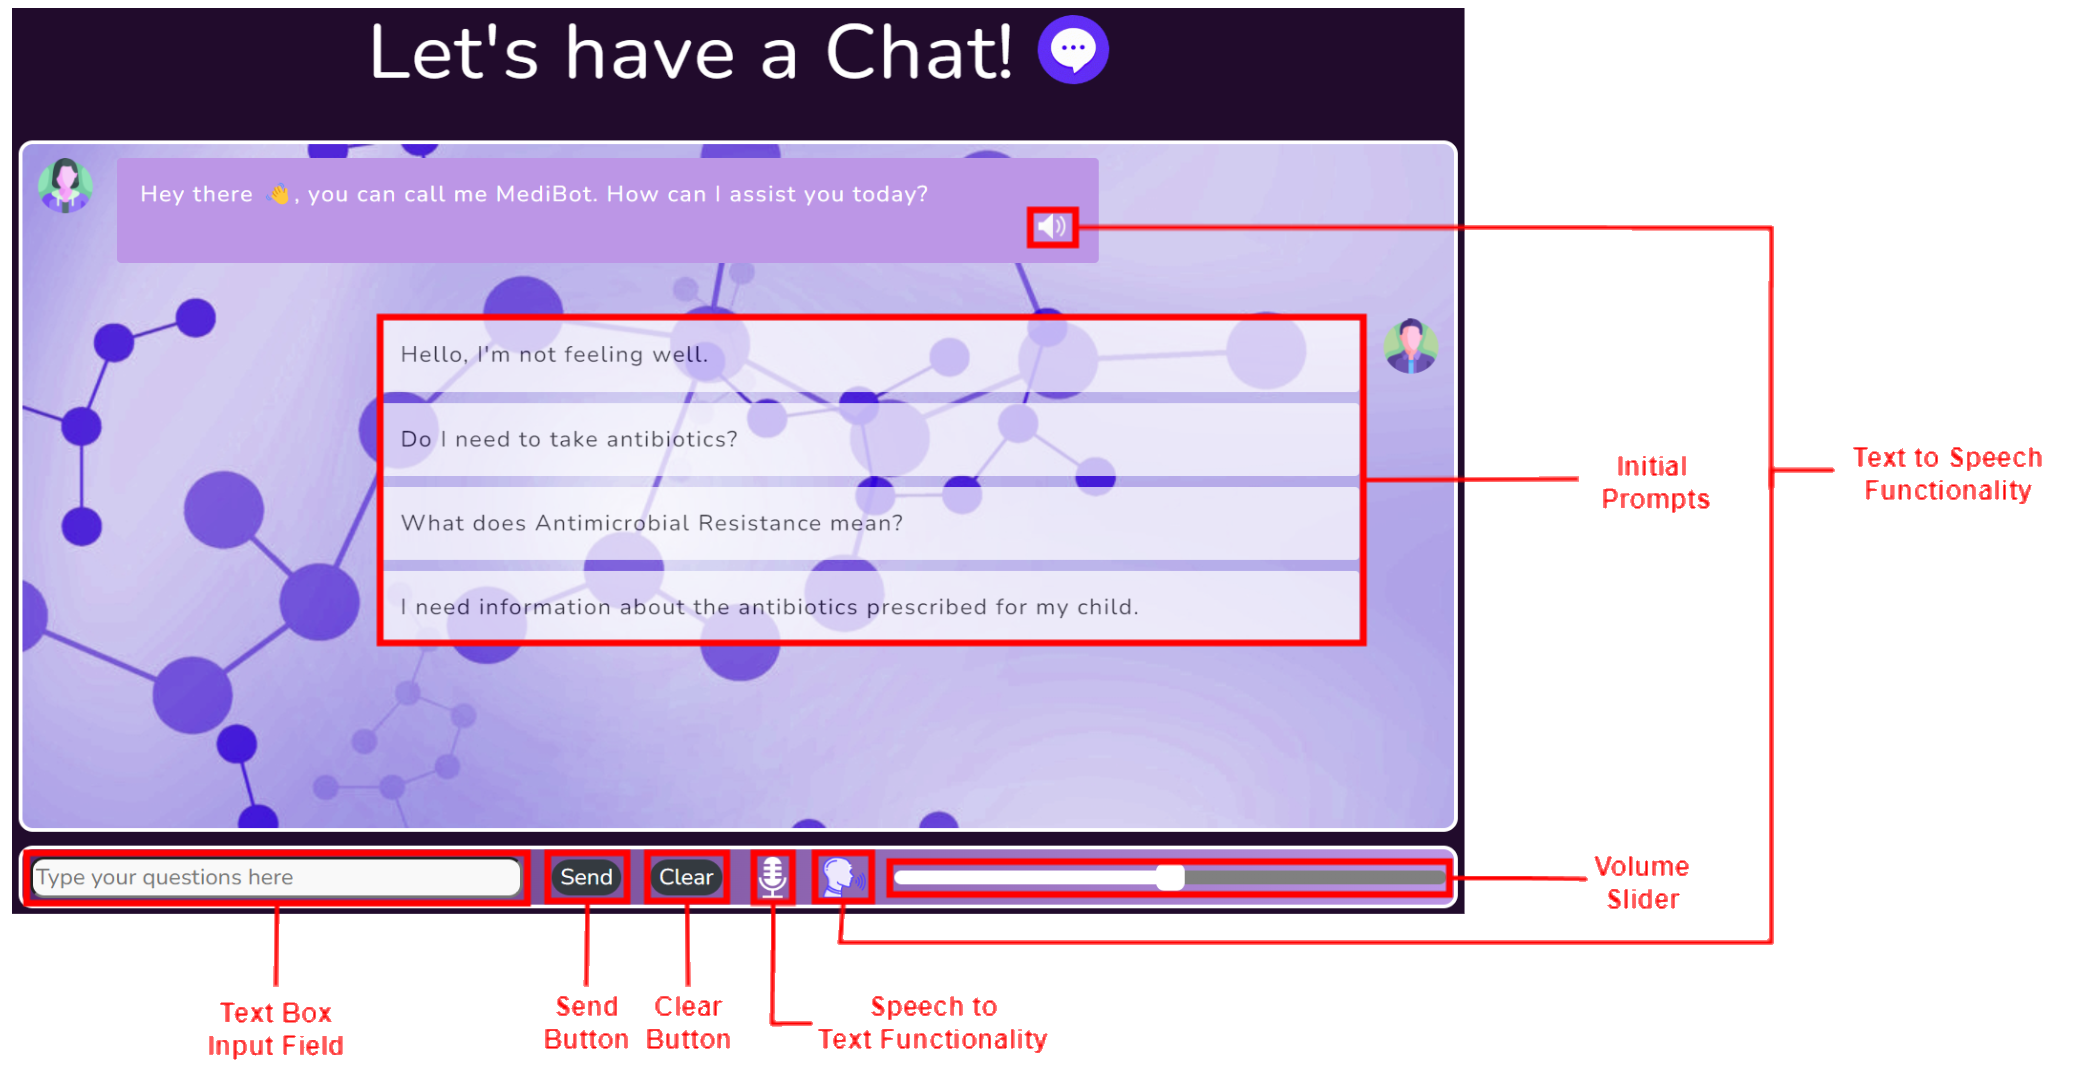 Let's have a Chat!
Hey there 👋, you can call me MediBot. How can I assist you today?
Hello, I'm not feeling well.
Do I need to take antibiotics?
What does Antimicrobial Resistance mean?
I need information about the antibiotics prescribed for my child.
Initial
Prompts
Text to Speech
Functionality
Type your questions here
Send
Clear
Volume
Slider
Text Box
Input Field
Send
Button
Clear
Button
Speech to
Text Functionality